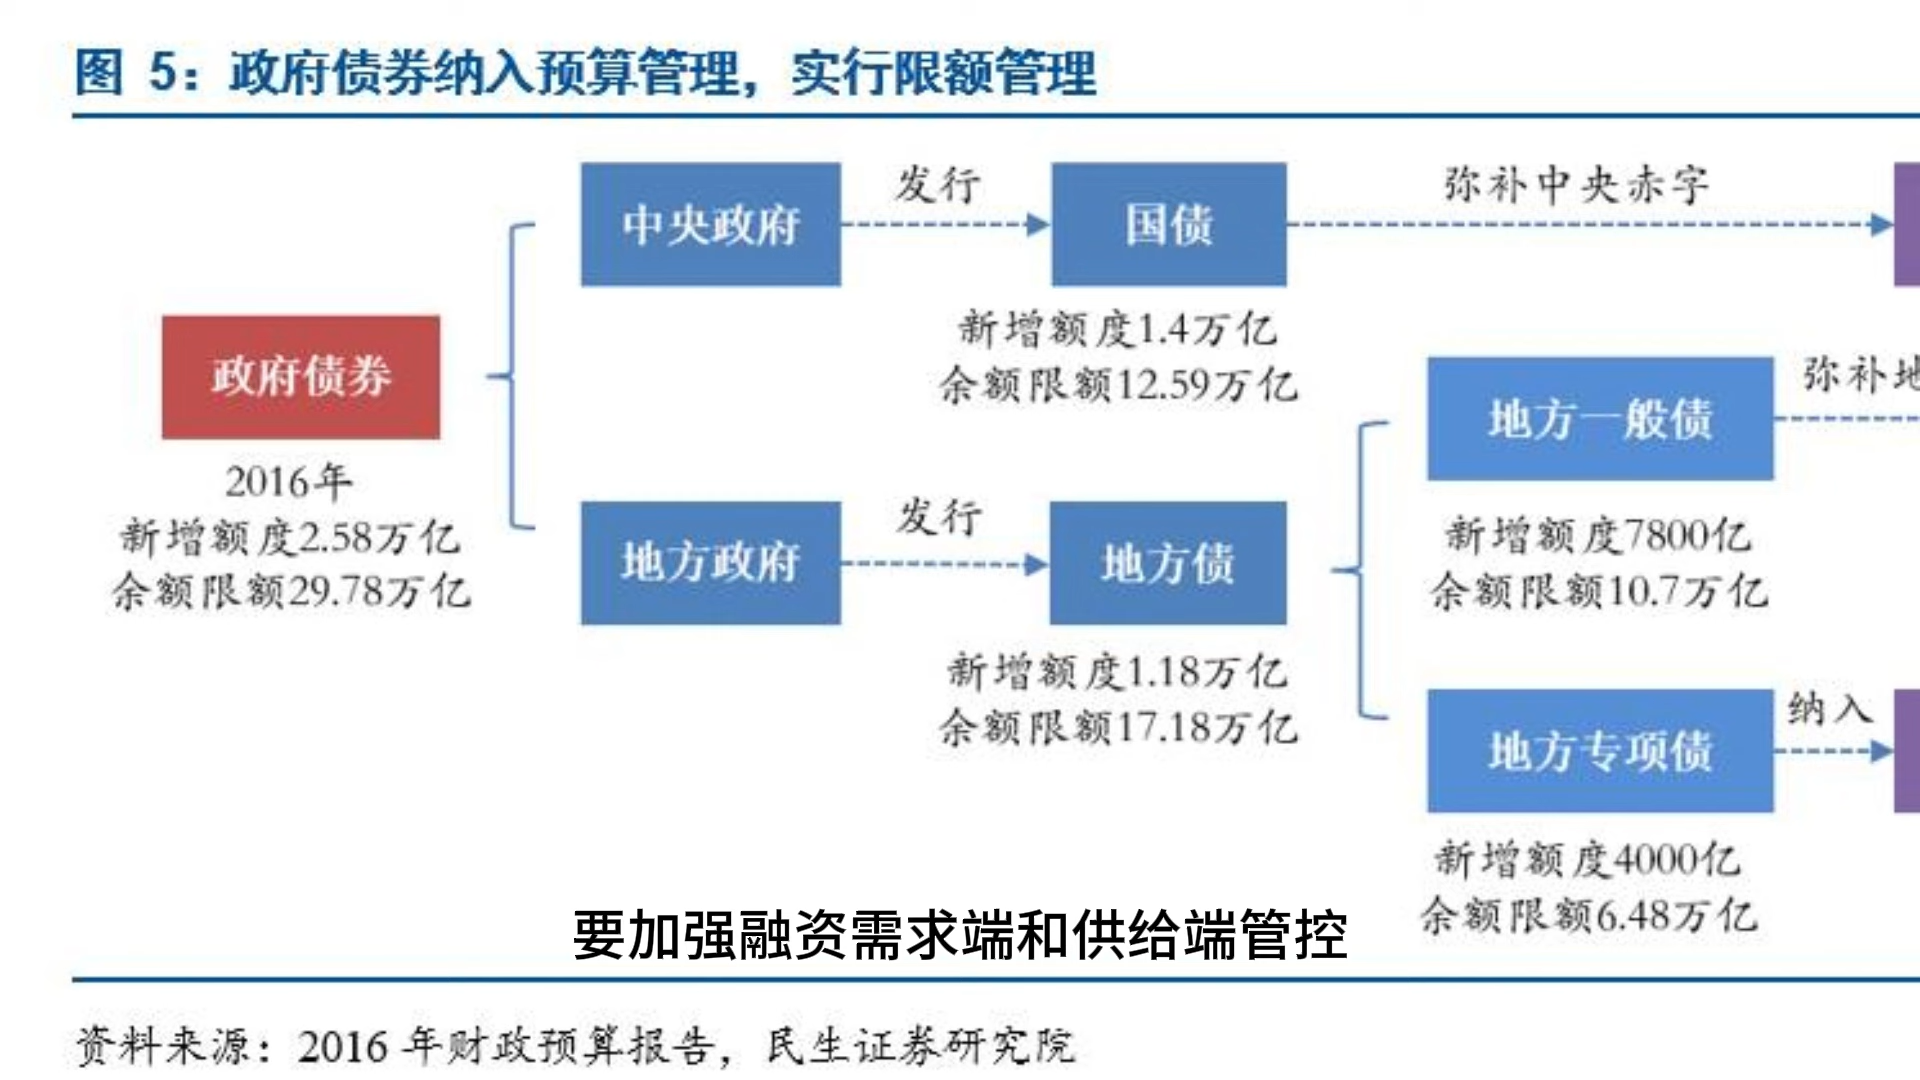 图 5：政府债券纳入预算管理，实行限额管理
中央政府
发行
国债
弥补中央赤字
新增额度1.4万亿
余额限额12.59万亿
政府债券
2016年
新增额度2.58万亿
余额限额29.78万亿
地方政府
发行
地方债
新增额度1.18万亿
余额限额17.18万亿
地方一般债
弥补地
新增额度7800亿
余额限额10.7万亿
地方专项债
纳入
新增额度4000亿
余额限额6.48万亿
要加强融资需求端和供给端管控
资料来源：2016 年财政预算报告，民生证券研究院